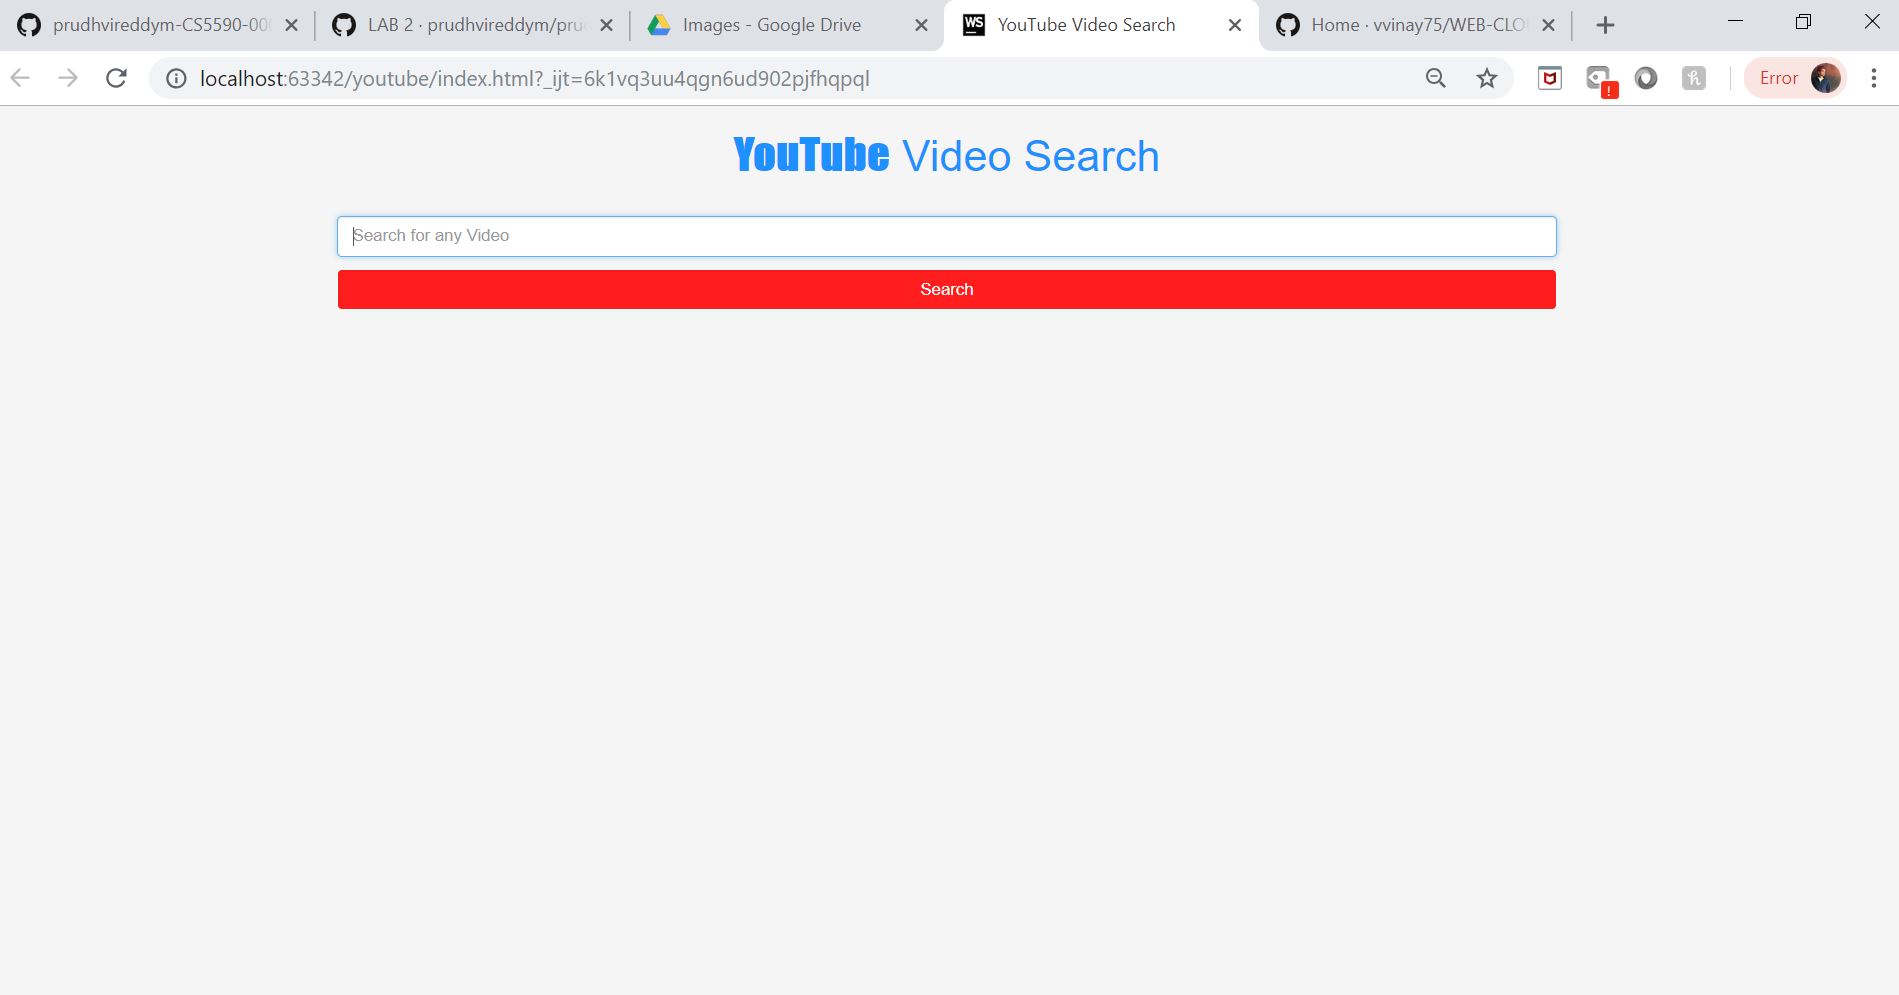 prudhvireddym-CS5590-00
LAB 2 · prudhvireddym/pru
Images - Google Drive
WS
YouTube Video Search
Home · vvinay75/WEB-CLO
localhost:63342/youtube/index.html?_ijt=6k1vq3uu4qgn6ud902pjfhqpql
!
h
Error
YouTube Video Search
Search for any Video
Search